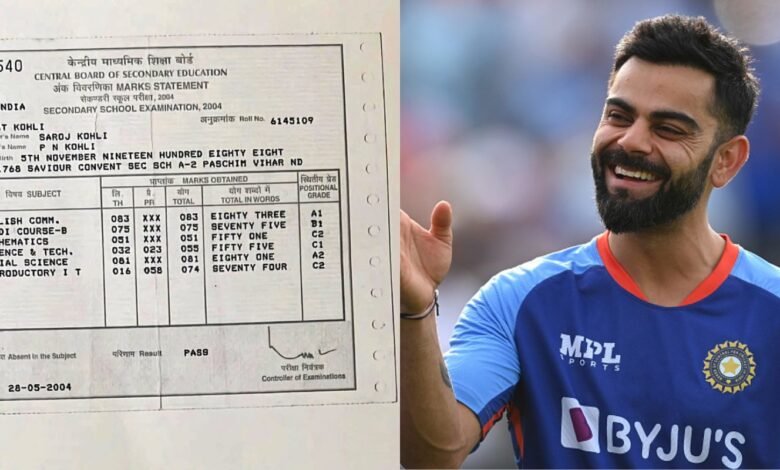 540
केन्द्रीय माध्यमिक शिक्षा बोर्ड
CENTRAL BOARD OF SECONDARY EDUCATION
अंक विवरणिका MARKS STATEMENT
सेकण्डरी स्कूल परीक्षा, 2004
INDIA SECONDARY SCHOOL EXAMINATION, 2004
अनुक्रमांक Roll No. 6145109
T KOHLI
's Name SAROJ KOHLI
's Name P N KOHLI
irth 5TH NOVEMBER NINETEEN HUNDRED EIGHTY EIGHT
768 SAVIOUR CONVENT SEC SCH A-2 PASCHIM VIHAR ND
विषय SUBJECT प्राप्तांक MARKS OBTAINED स्थितीय ग्रेड POSITIONAL GRADE
लि. TH प्रै. PR योग TOTAL योग शब्दों में TOTAL IN WORDS
LISH COMM. 083 XXX 083 EIGHTY THREE A1
DI COURSE-B 075 XXX 075 SEVENTY FIVE B1
HEMATICS 051 XXX 051 FIFTY ONE C2
ENCE & TECH. 032 023 055 FIFTY FIVE C1
IAL SCIENCE 081 XXX 081 EIGHTY ONE A2
RODUCTORY I T 016 058 074 SEVENTY FOUR C2
Absent in the Subject परिणाम Result PASS
परीक्षा नियंत्रक
Controller of Examinations
28-05-2004
MPL
SPORTS
BYJU'S